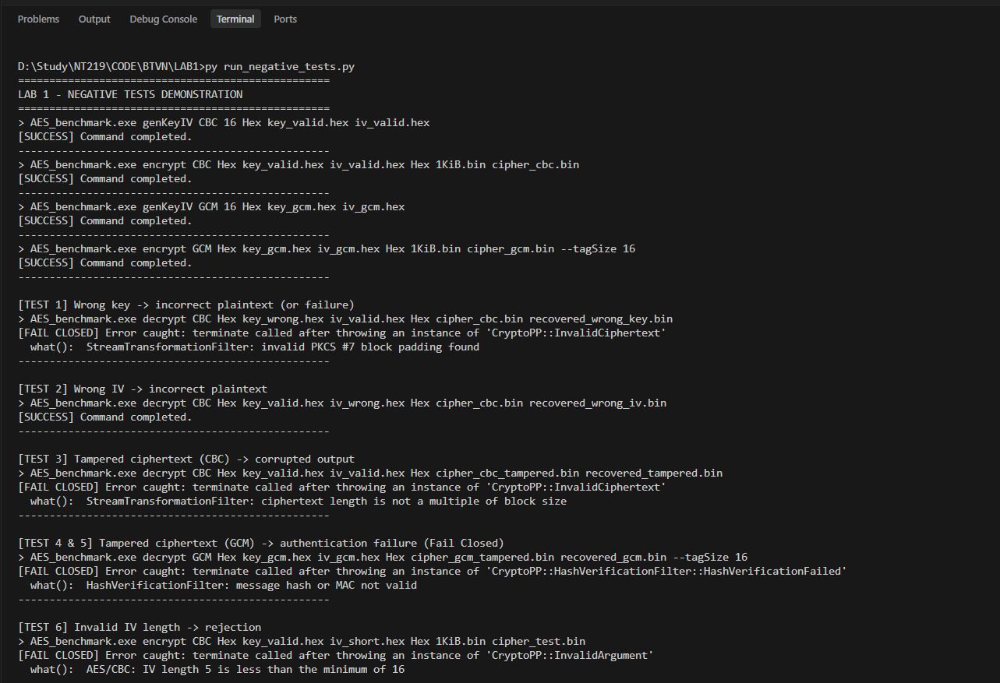 Problems Output Debug Console Terminal Ports
D:\Study\NT219\CODE\BTVN\LAB1>py run_negative_tests.py
==================================================
LAB 1 - NEGATIVE TESTS DEMONSTRATION
==================================================
> AES_benchmark.exe genKeyIV CBC 16 Hex key_valid.hex iv_valid.hex
[SUCCESS] Command completed.
--------------------------------------------------
> AES_benchmark.exe encrypt CBC Hex key_valid.hex iv_valid.hex Hex 1KiB.bin cipher_cbc.bin
[SUCCESS] Command completed.
--------------------------------------------------
> AES_benchmark.exe genKeyIV GCM 16 Hex key_gcm.hex iv_gcm.hex
[SUCCESS] Command completed.
--------------------------------------------------
> AES_benchmark.exe encrypt GCM Hex key_gcm.hex iv_gcm.hex Hex 1KiB.bin cipher_gcm.bin --tagSize 16
[SUCCESS] Command completed.
--------------------------------------------------
[TEST 1] Wrong key -> incorrect plaintext (or failure)
> AES_benchmark.exe decrypt CBC Hex key_wrong.hex iv_valid.hex Hex cipher_cbc.bin recovered_wrong_key.bin
[FAIL CLOSED] Error caught: terminate called after throwing an instance of 'CryptoPP::InvalidCiphertext'
what():  StreamTransformationFilter: invalid PKCS #7 block padding found
--------------------------------------------------
[TEST 2] Wrong IV -> incorrect plaintext
> AES_benchmark.exe decrypt CBC Hex key_valid.hex iv_wrong.hex Hex cipher_cbc.bin recovered_wrong_iv.bin
[SUCCESS] Command completed.
--------------------------------------------------
[TEST 3] Tampered ciphertext (CBC) -> corrupted output
> AES_benchmark.exe decrypt CBC Hex key_valid.hex iv_valid.hex Hex cipher_cbc_tampered.bin recovered_tampered.bin
[FAIL CLOSED] Error caught: terminate called after throwing an instance of 'CryptoPP::InvalidCiphertext'
what():  StreamTransformationFilter: ciphertext length is not a multiple of block size
--------------------------------------------------
[TEST 4 & 5] Tampered ciphertext (GCM) -> authentication failure (Fail Closed)
> AES_benchmark.exe decrypt GCM Hex key_gcm.hex iv_gcm.hex Hex cipher_gcm_tampered.bin recovered_gcm.bin --tagSize 16
[FAIL CLOSED] Error caught: terminate called after throwing an instance of 'CryptoPP::HashVerificationFilter::HashVerificationFailed'
what():  HashVerificationFilter: message hash or MAC not valid
--------------------------------------------------
[TEST 6] Invalid IV length -> rejection
> AES_benchmark.exe encrypt CBC Hex key_valid.hex iv_short.hex Hex 1KiB.bin cipher_test.bin
[FAIL CLOSED] Error caught: terminate called after throwing an instance of 'CryptoPP::InvalidArgument'
what():  AES/CBC: IV length 5 is less than the minimum of 16